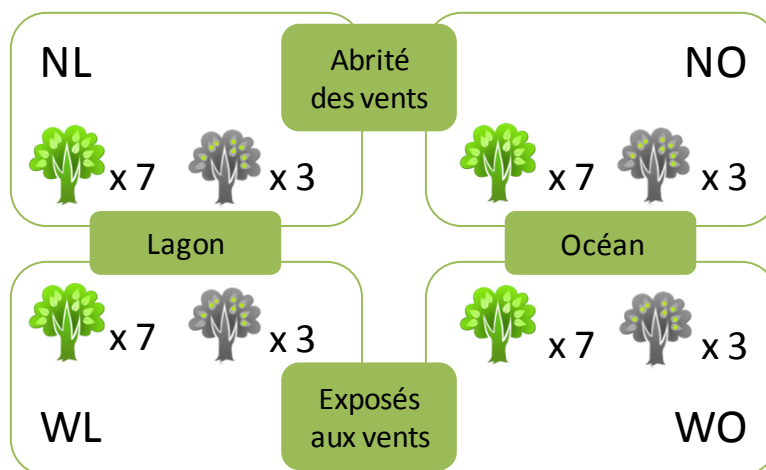 NL
Abrité
des vents
NO
x 7
x 3
x 7
x 3
Lagon
Océan
x 7
x 3
x 7
x 3
WL
Exposés
aux vents
WO